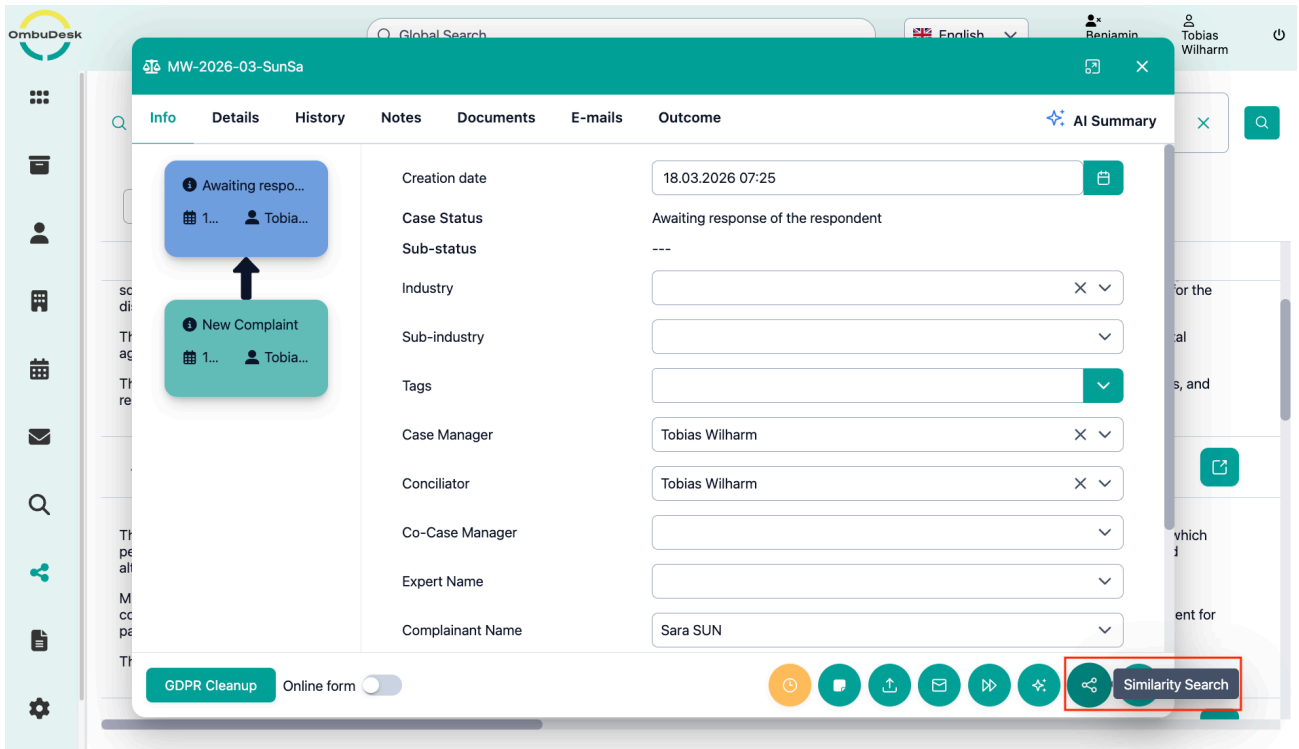 OmbuDesk
Global Search
English
Benjamin
Tobias
Wilharm
MW-2026-03-SunSa
Info
Details
History
Notes
Documents
E-mails
Outcome
AI Summary
Awaiting respo...
1...
Tobia...
New Complaint
1...
Tobia...
Creation date
18.03.2026 07:25
Case Status
Awaiting response of the respondent
Sub-status
---
Industry
Sub-industry
Tags
Case Manager
Tobias Wilharm
Conciliator
Tobias Wilharm
Co-Case Manager
Expert Name
Complainant Name
Sara SUN
for the
s, and
which
ent for
GDPR Cleanup
Online form
Similarity Search